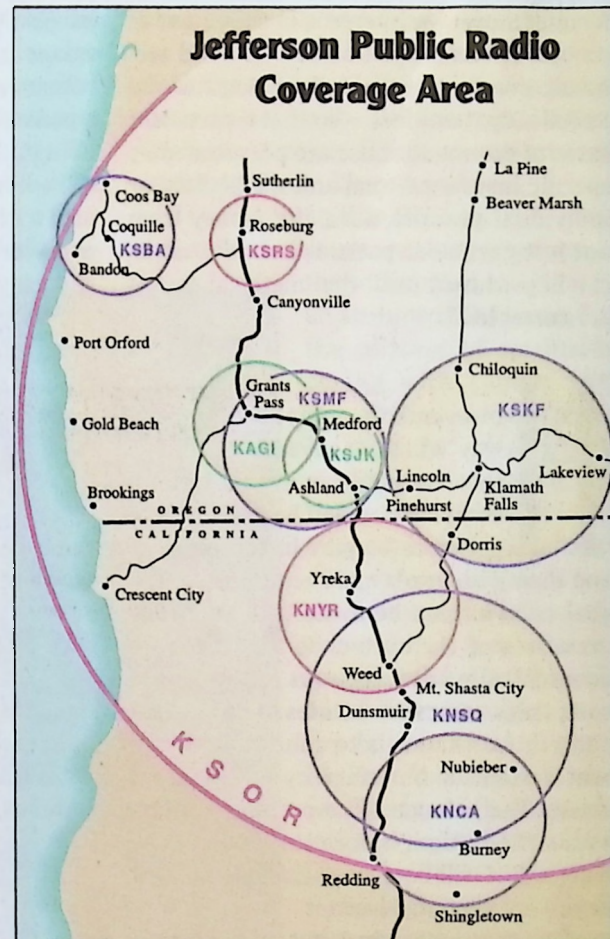 Jefferson Public Radio
Coverage Area
La Pine
Sutherlin
Coos Bay
Beaver Marsh
Coquille
Roseburg
KSBA
KSRS
Bandon
Canyonville
Port Orford
Chiloquin
Grants
Pass
KSMF
KSKF
Gold Beach
Medford
KAGI
KSJK
Lakeview
Lincoln
Ashland
Klamath
Falls
Pinehurst
Brookings
OREGON
CALIFORNIA
Dorris
Yreka
Crescent City
KNYR
Weed
Mt. Shasta City
Dunsmuir
KNSQ
KSOR
Nubieber
KNCA
Burney
Redding
Shingletown